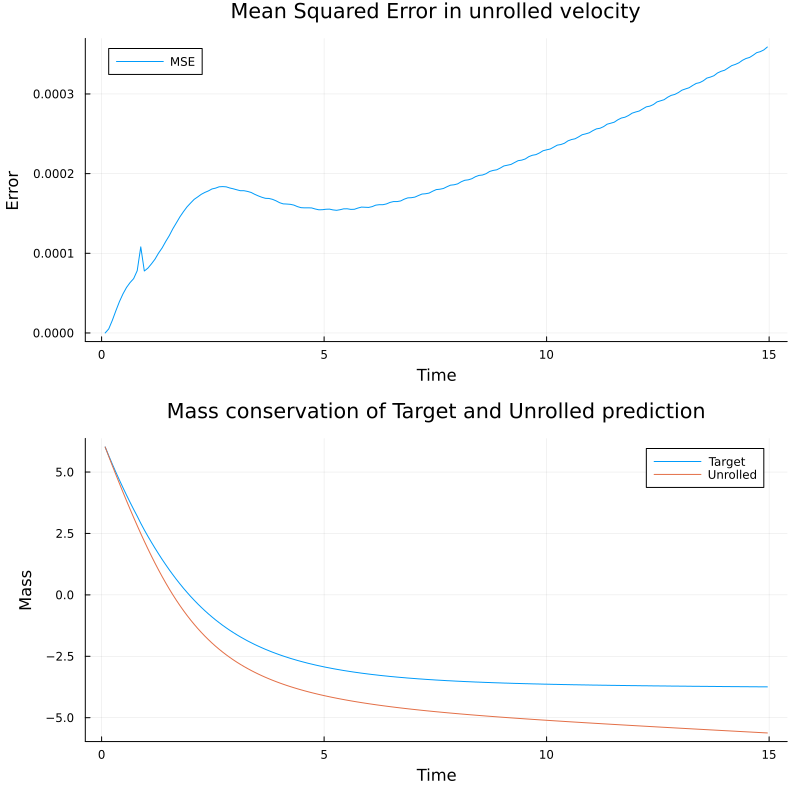 Mean Squared Error in unrolled velocity
MSE
0.0003
0.0002
0.0001
0.0000
Error
0 5 10 15
Time
Mass conservation of Target and Unrolled prediction
Target
Unrolled
5.0
2.5
0.0
−2.5
−5.0
Mass
0 5 10 15
Time